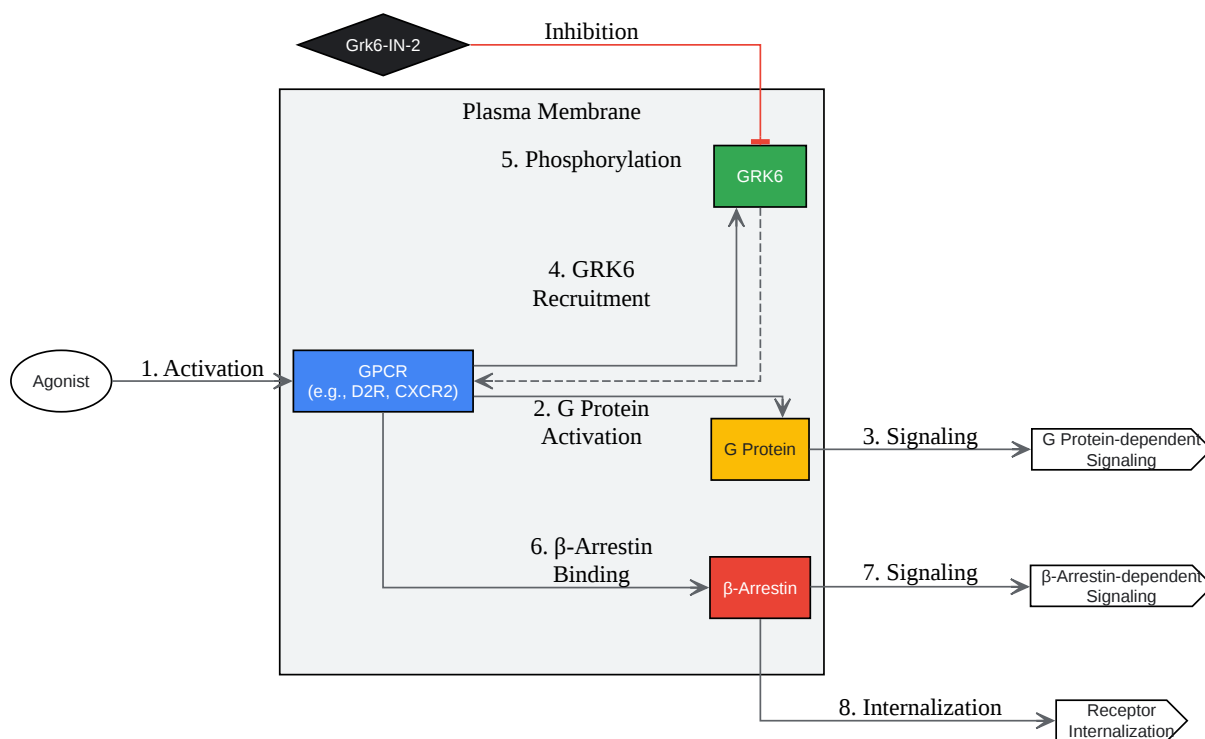 Grk6-IN-2
Inhibition
Plasma Membrane
5. Phosphorylation
GRK6
4. GRK6
Recruitment
Agonist
1. Activation
GPCR
(e.g., D2R, CXCR2)
2. G Protein
Activation
G Protein
3. Signaling
G Protein-dependent
Signaling
6. β-Arrestin
Binding
β-Arrestin
7. Signaling
β-Arrestin-dependent
Signaling
8. Internalization
Receptor
Internalization